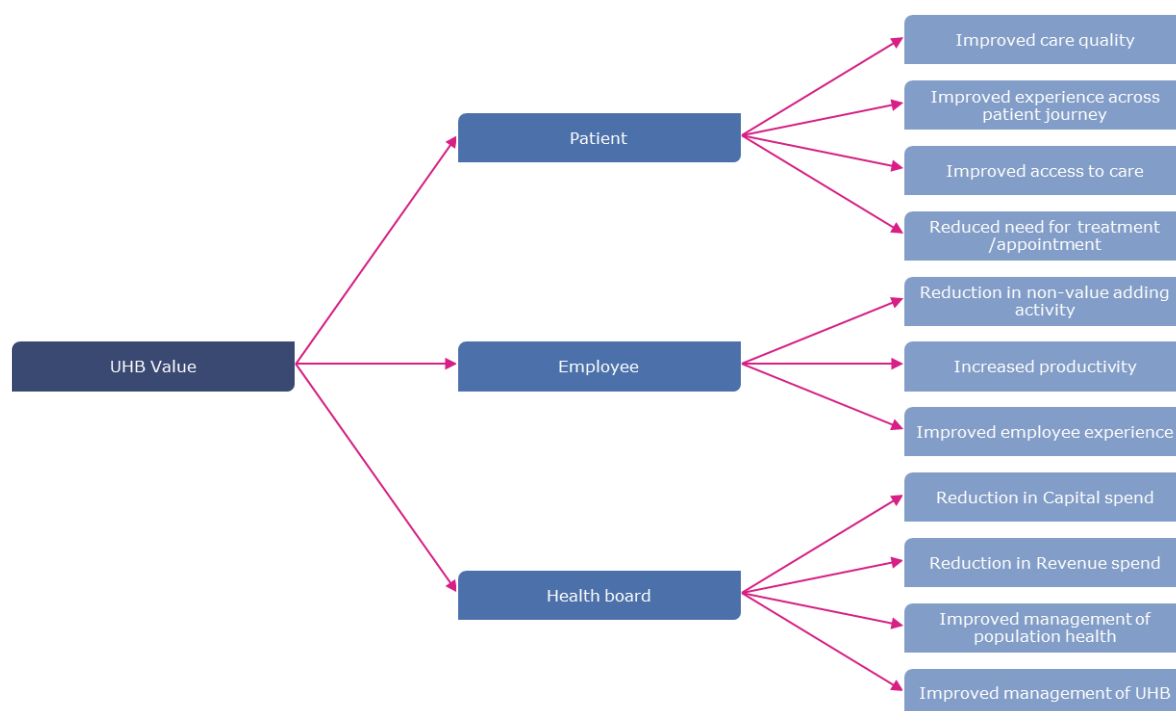 Improved care quality
Improved experience across
patient journey
Patient
Improved access to care
Reduced need for treatment
/appointment
Reduction in non-value adding
activity
UHB Value
Employee
Increased productivity
Improved employee experience
Reduction in Capital spend
Reduction in Revenue spend
Health board
Improved management of
population health
Improved management of UHB